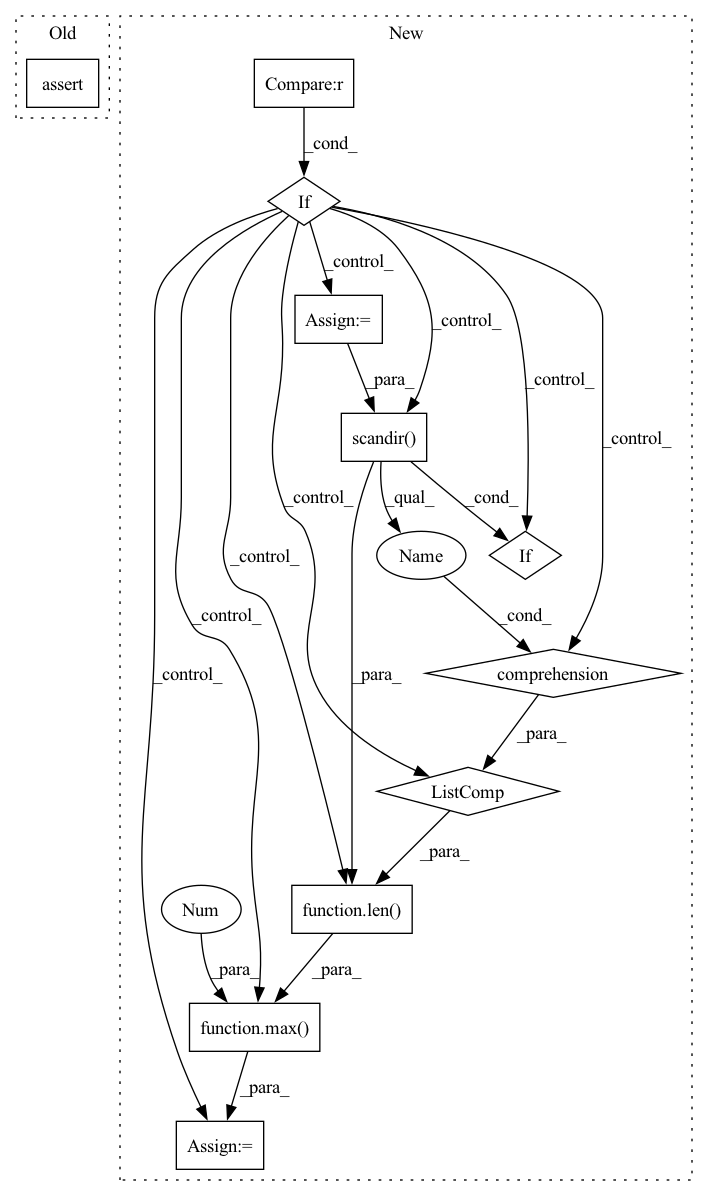 Old
New
assert
Compare:r
_cond_
If
_control_
_control_
Assign:=
_para_
_control_
_control_
scandir()
_control_
_qual_
_cond_
Name
If
_control_
_cond_
_control_
_control_
_para_
comprehension
_para_
ListComp
_para_
Num
function.len()
_para_
_para_
function.max()
_para_
Assign:=